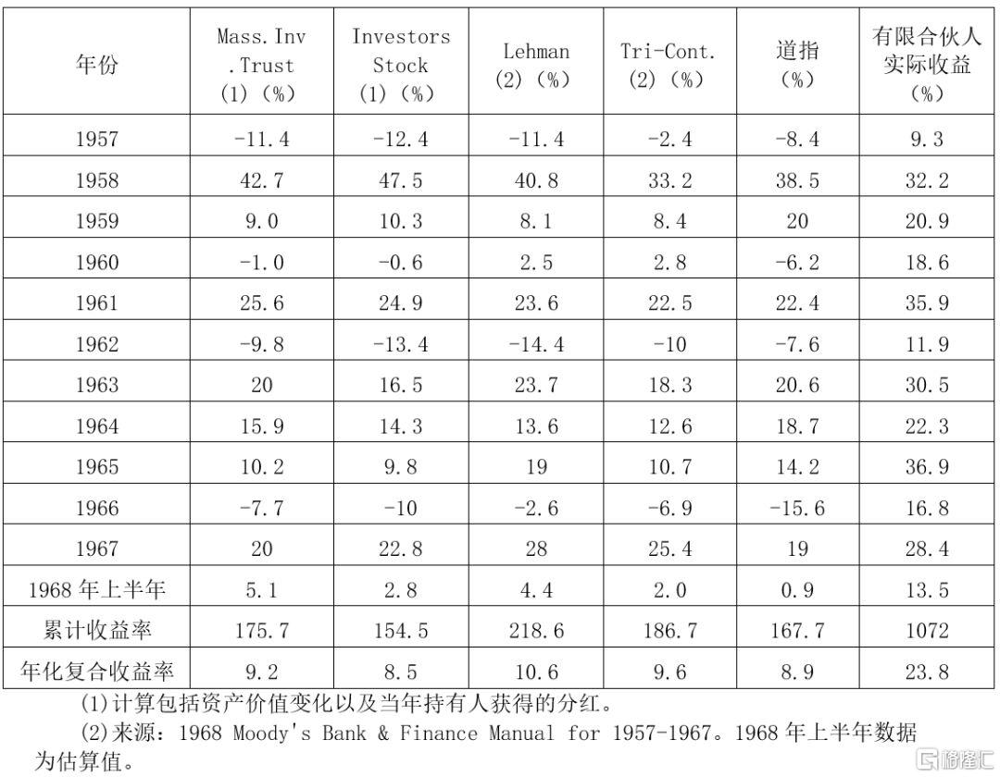 年份 Mass.Inv .Trust (1)（%） Investors Stock (1)（%） Lehman (2)（%） Tri-Cont. (2)（%） 道指 (%) 有限合伙人 实际收益 (%)
1957 -11.4 -12.4 -11.4 -2.4 -8.4 9.3
1958 42.7 47.5 40.8 33.2 38.5 32.2
1959 9.0 10.3 8.1 8.4 20 20.9
1960 -1.0 -0.6 2.5 2.8 -6.2 18.6
1961 25.6 24.9 23.6 22.5 22.4 35.9
1962 -9.8 -13.4 -14.4 -10 -7.6 11.9
1963 20 16.5 23.7 18.3 20.6 30.5
1964 15.9 14.3 13.6 12.6 18.7 22.3
1965 10.2 9.8 19 10.7 14.2 36.9
1966 -7.7 -10 -2.6 -6.9 -15.6 16.8
1967 20 22.8 28 25.4 19 28.4
1968 年上半年 5.1 2.8 4.4 2.0 0.9 13.5
累计收益率 175.7 154.5 218.6 186.7 167.7 1072
年化复合收益率 9.2 8.5 10.6 9.6 8.9 23.8
(1)计算包括资产价值变化以及当年持有人获得的分红。
(2)来源：1968 Moody's Bank & Finance Manual for 1957-1967。1968 年上半年数据
为估算值。
格隆汇